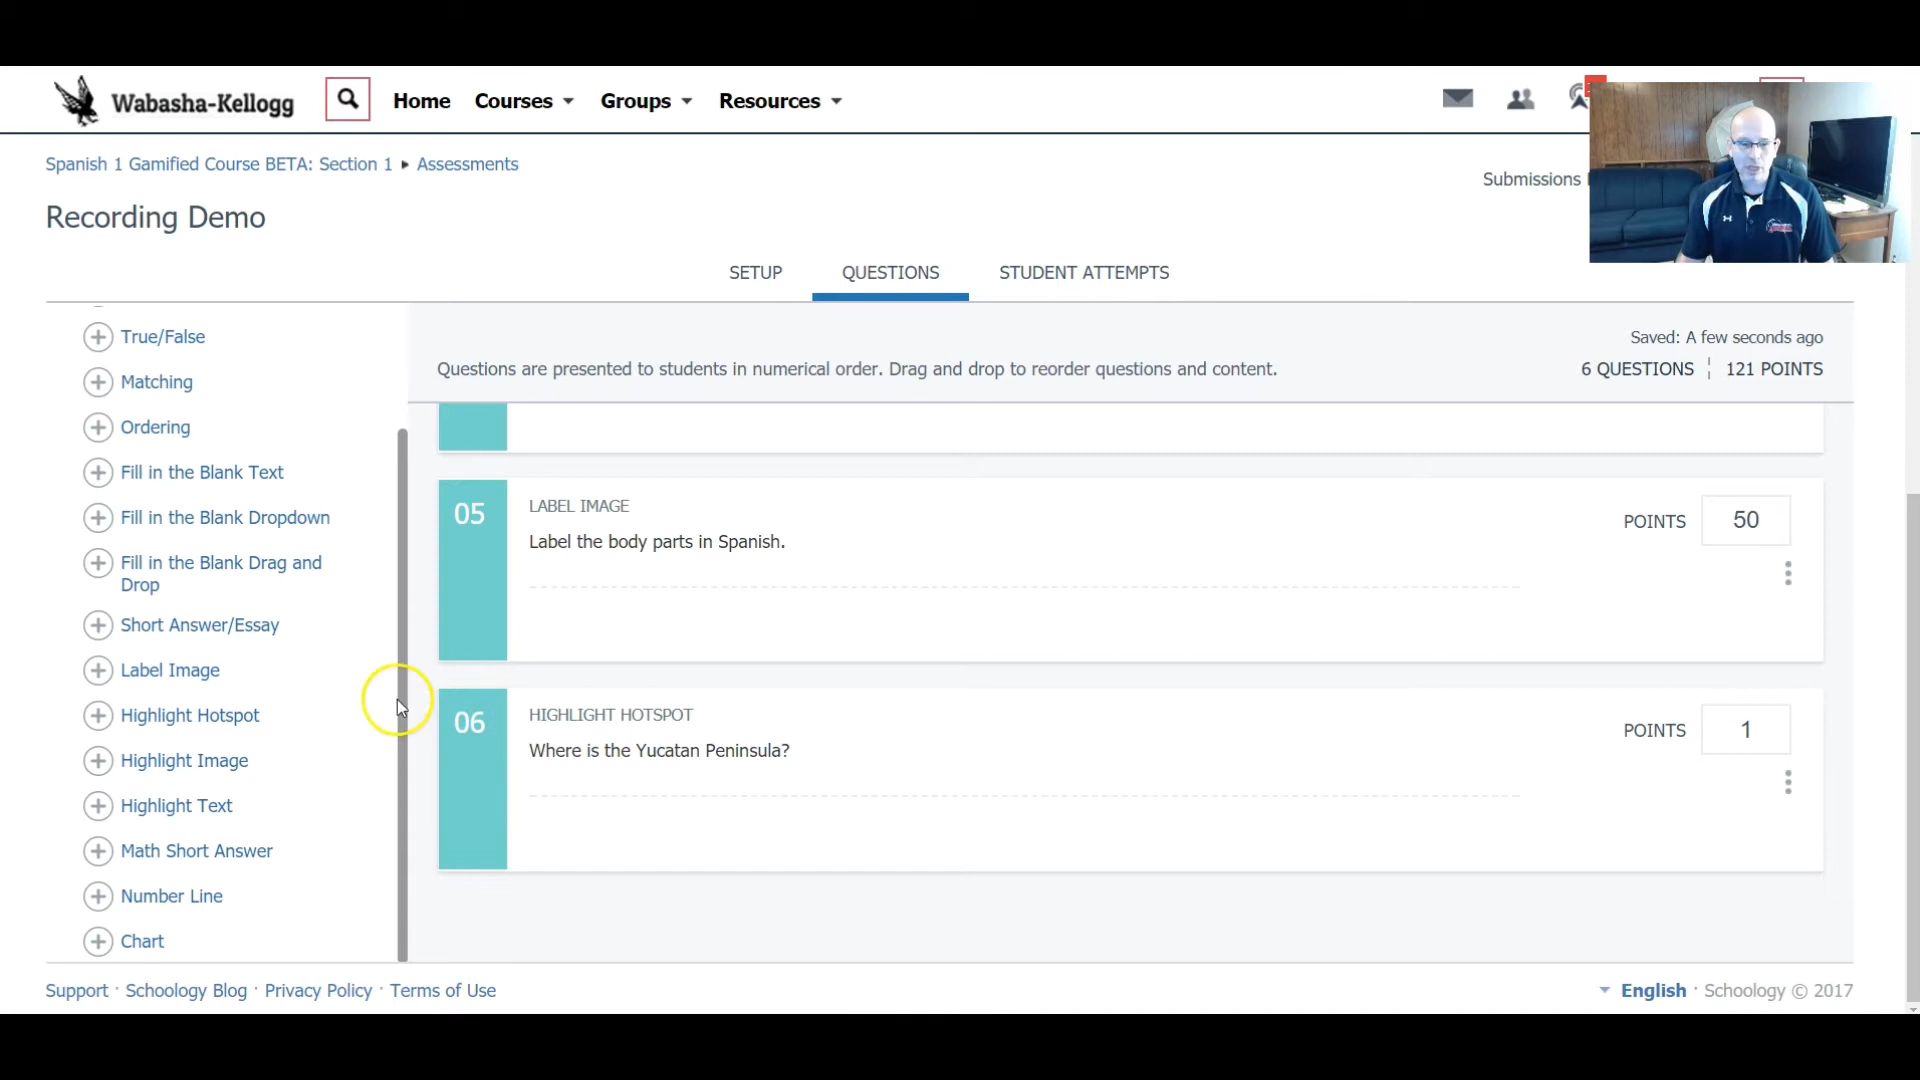 Wabasha-Kellogg
Home
Courses
Groups
Resources
Spanish 1 Gamified Course BETA: Section 1 ▸ Assessments
Submissions
Recording Demo
SETUP
QUESTIONS
STUDENT ATTEMPTS
True/False
Matching
Ordering
Fill in the Blank Text
Fill in the Blank Dropdown
Fill in the Blank Drag and
Drop
Short Answer/Essay
Label Image
Highlight Hotspot
Highlight Image
Highlight Text
Math Short Answer
Number Line
Chart
Saved: A few seconds ago
Questions are presented to students in numerical order. Drag and drop to reorder questions and content.
6 QUESTIONS | 121 POINTS
05
LABEL IMAGE
Label the body parts in Spanish.
POINTS 50
06
HIGHLIGHT HOTSPOT
Where is the Yucatan Peninsula?
POINTS 1
Support · Schoology Blog · Privacy Policy · Terms of Use
English · Schoology © 2017